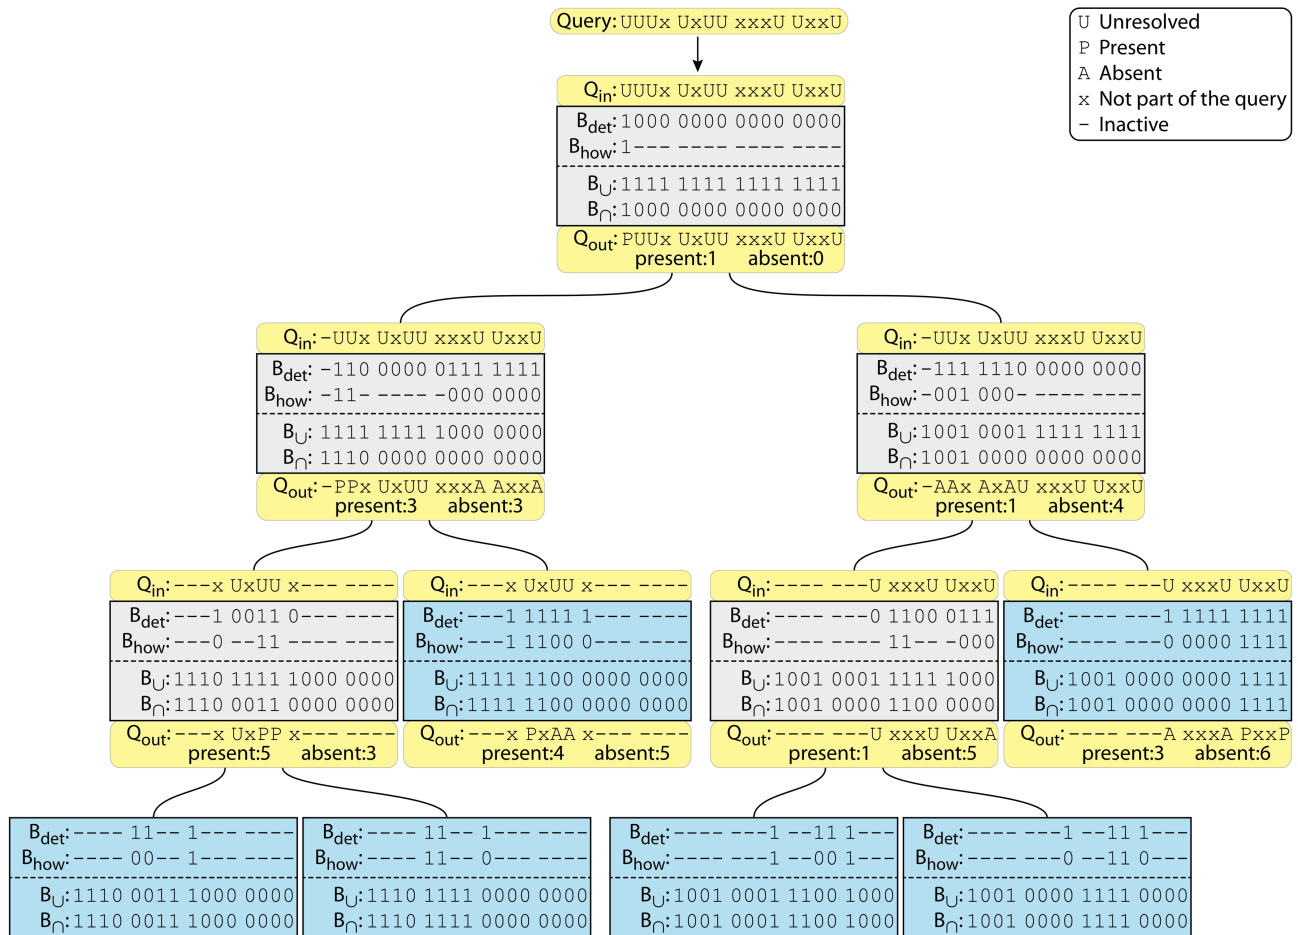 Query: UUUx UxUU xxxU UxxU
U Unresolved
P Present
A Absent
x Not part of the query
- Inactive
Qin: UUUx UxUU xxxU UxxU
Bdet: 1000 0000 0000 0000
Bhow: 1--- ---- ---- ----
B∪: 1111 1111 1111 1111
B∩: 1000 0000 0000 0000
Qout: PUUx UxUU xxxU UxxU
present:1 absent:0
Qin: -UUx UxUU xxxU UxxU
Bdet: -110 0000 0111 1111
Bhow: -11- ---- -000 0000
B∪: 1111 1111 1000 0000
B∩: 1110 0000 0000 0000
Qout: -PPx UxUU xxxA AxxA
present:3 absent:3
Qin: -UUx UxUU xxxU UxxU
Bdet: -111 1110 0000 0000
Bhow: -001 000- ---- ----
B∪: 1001 0001 1111 1111
B∩: 1001 0000 0000 0000
Qout: -AAx AxAU xxxU UxxU
present:1 absent:4
Qin: ---x UxUU x--- ----
Bdet: ---1 0011 0--- ----
Bhow: ---0 --11 ---- ----
B∪: 1110 1111 1000 0000
B∩: 1110 0011 0000 0000
Qout: ---x UxPP x--- ----
present:5 absent:3
Qin: ---x UxUU x--- ----
Bdet: ---1 1111 1--- ----
Bhow: ---1 1100 0--- ----
B∪: 1111 1100 0000 0000
B∩: 1111 1100 0000 0000
Qout: ---x PxAA x--- ----
present:4 absent:5
Qin: ---- ---U xxxU UxxU
Bdet: ---- ---0 1100 0111
Bhow: ---- ---- 11-- -000
B∪: 1001 0001 1111 1000
B∩: 1001 0000 1100 0000
Qout: ---- ---U xxxU UxxA
present:1 absent:5
Qin: ---- ---U xxxU UxxU
Bdet: ---- ---1 1111 1111
Bhow: ---- ---0 0000 1111
B∪: 1001 0000 0000 1111
B∩: 1001 0000 0000 1111
Qout: ---- ---A xxxA PxxP
present:3 absent:6
Bdet: ---- 11-- 1--- ----
Bhow: ---- 00-- 1--- ----
B∪: 1110 0011 1000 0000
B∩: 1110 0011 1000 0000
Bdet: ---- 11-- 1--- ----
Bhow: ---- 11-- 0--- ----
B∪: 1110 1111 0000 0000
B∩: 1110 1111 0000 0000
Bdet: ---- ---1 --11 1---
Bhow: ---- ---1 --00 1---
B∪: 1001 0001 1100 1000
B∩: 1001 0001 1100 1000
Bdet: ---- ---1 --11 1---
Bhow: ---- ---0 --11 0---
B∪: 1001 0000 1111 0000
B∩: 1001 0000 1111 0000